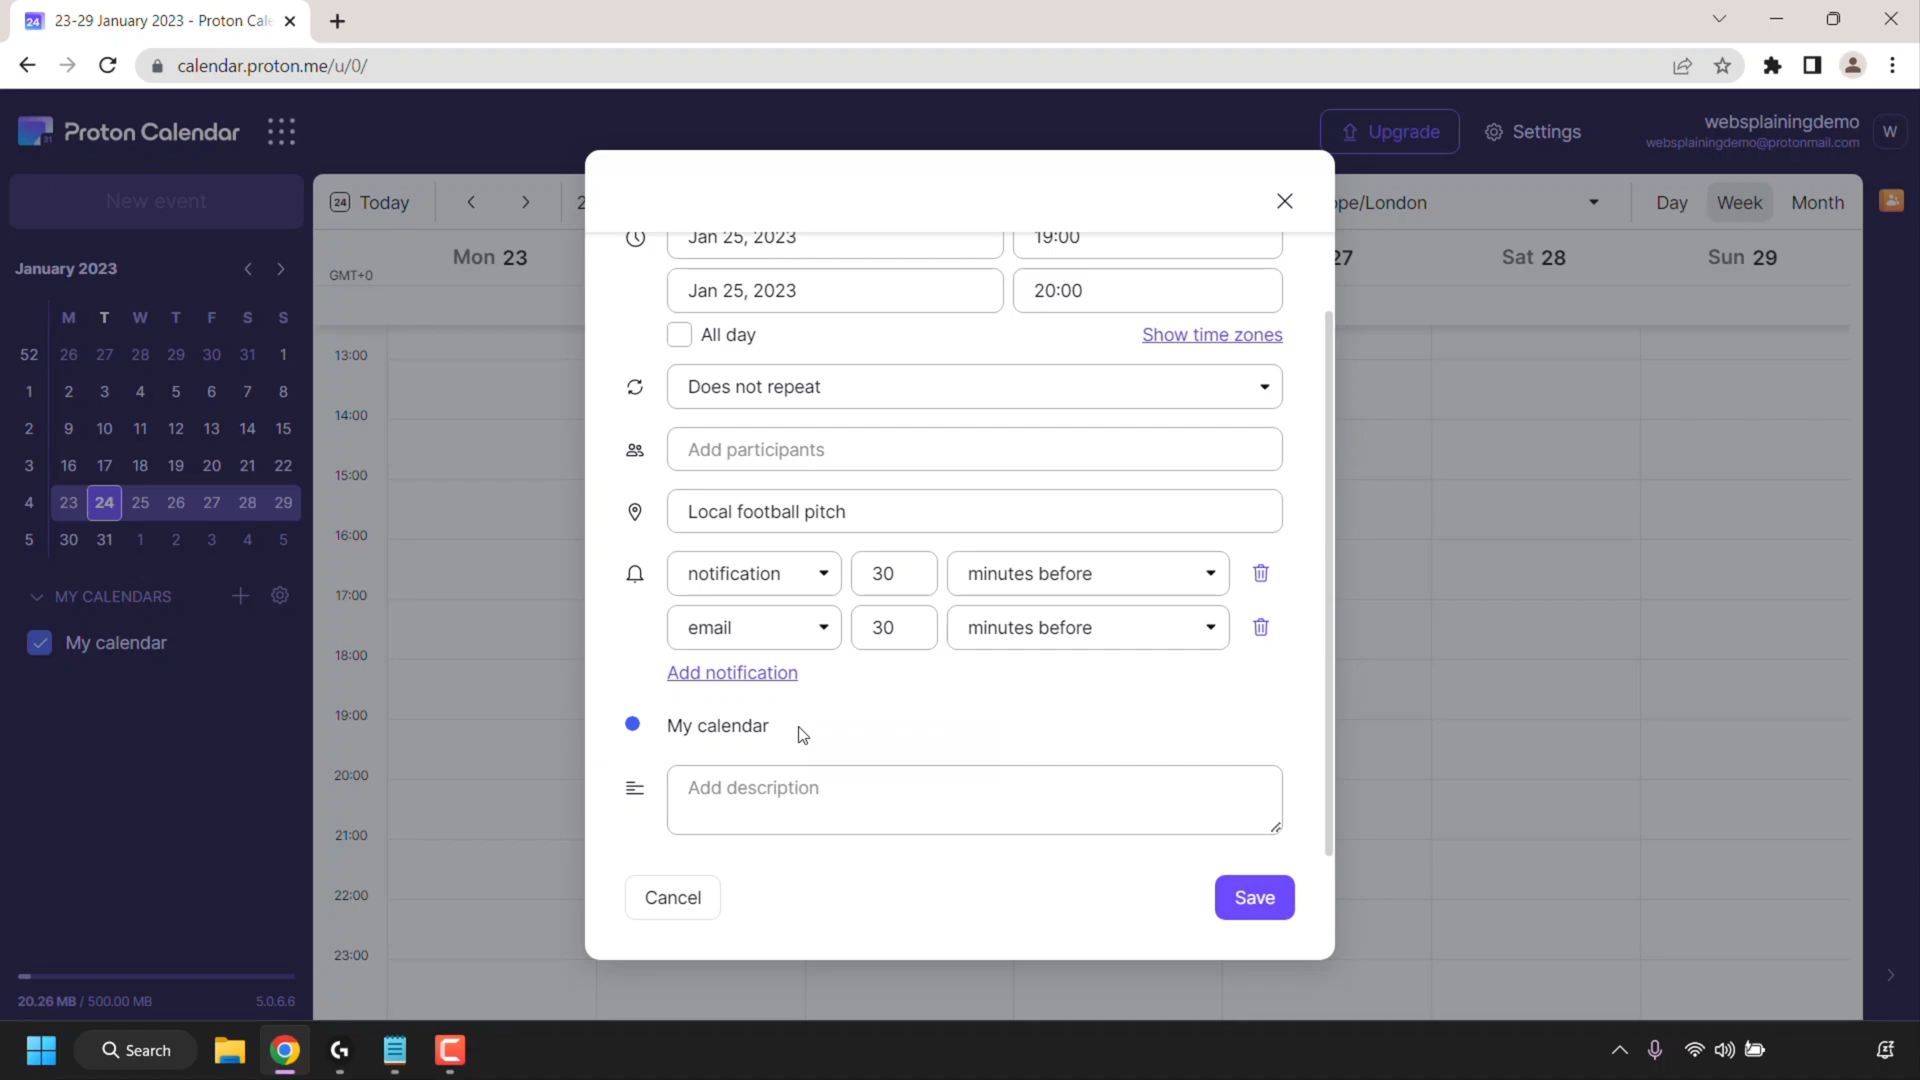 24
23-29 January 2023 - Proton Cale
calendar.proton.me/u/0/
31
Proton Calendar
Upgrade
Settings
websplainingdemo
websplainingdemo@protonmail.com
W
New event
24 Today
2
ope/London
Day
Week
Month
January 2023
GMT+0
Mon 23
27
Sat 28
Sun 29
M T W T F S S
52 26 27 28 29 30 31 1
1 2 3 4 5 6 7 8
2 9 10 11 12 13 14 15
3 16 17 18 19 20 21 22
4 23 24 25 26 27 28 29
5 30 31 1 2 3 4 5
MY CALENDARS
My calendar
20.26 MB / 500.00 MB
5.0.6.6
13:00
14:00
15:00
16:00
17:00
18:00
19:00
20:00
21:00
22:00
23:00
Jan 25, 2023
19:00
Jan 25, 2023
20:00
All day
Show time zones
Does not repeat
Add participants
Local football pitch
notification
30
minutes before
email
30
minutes before
Add notification
My calendar
Add description
Cancel
Save
Search